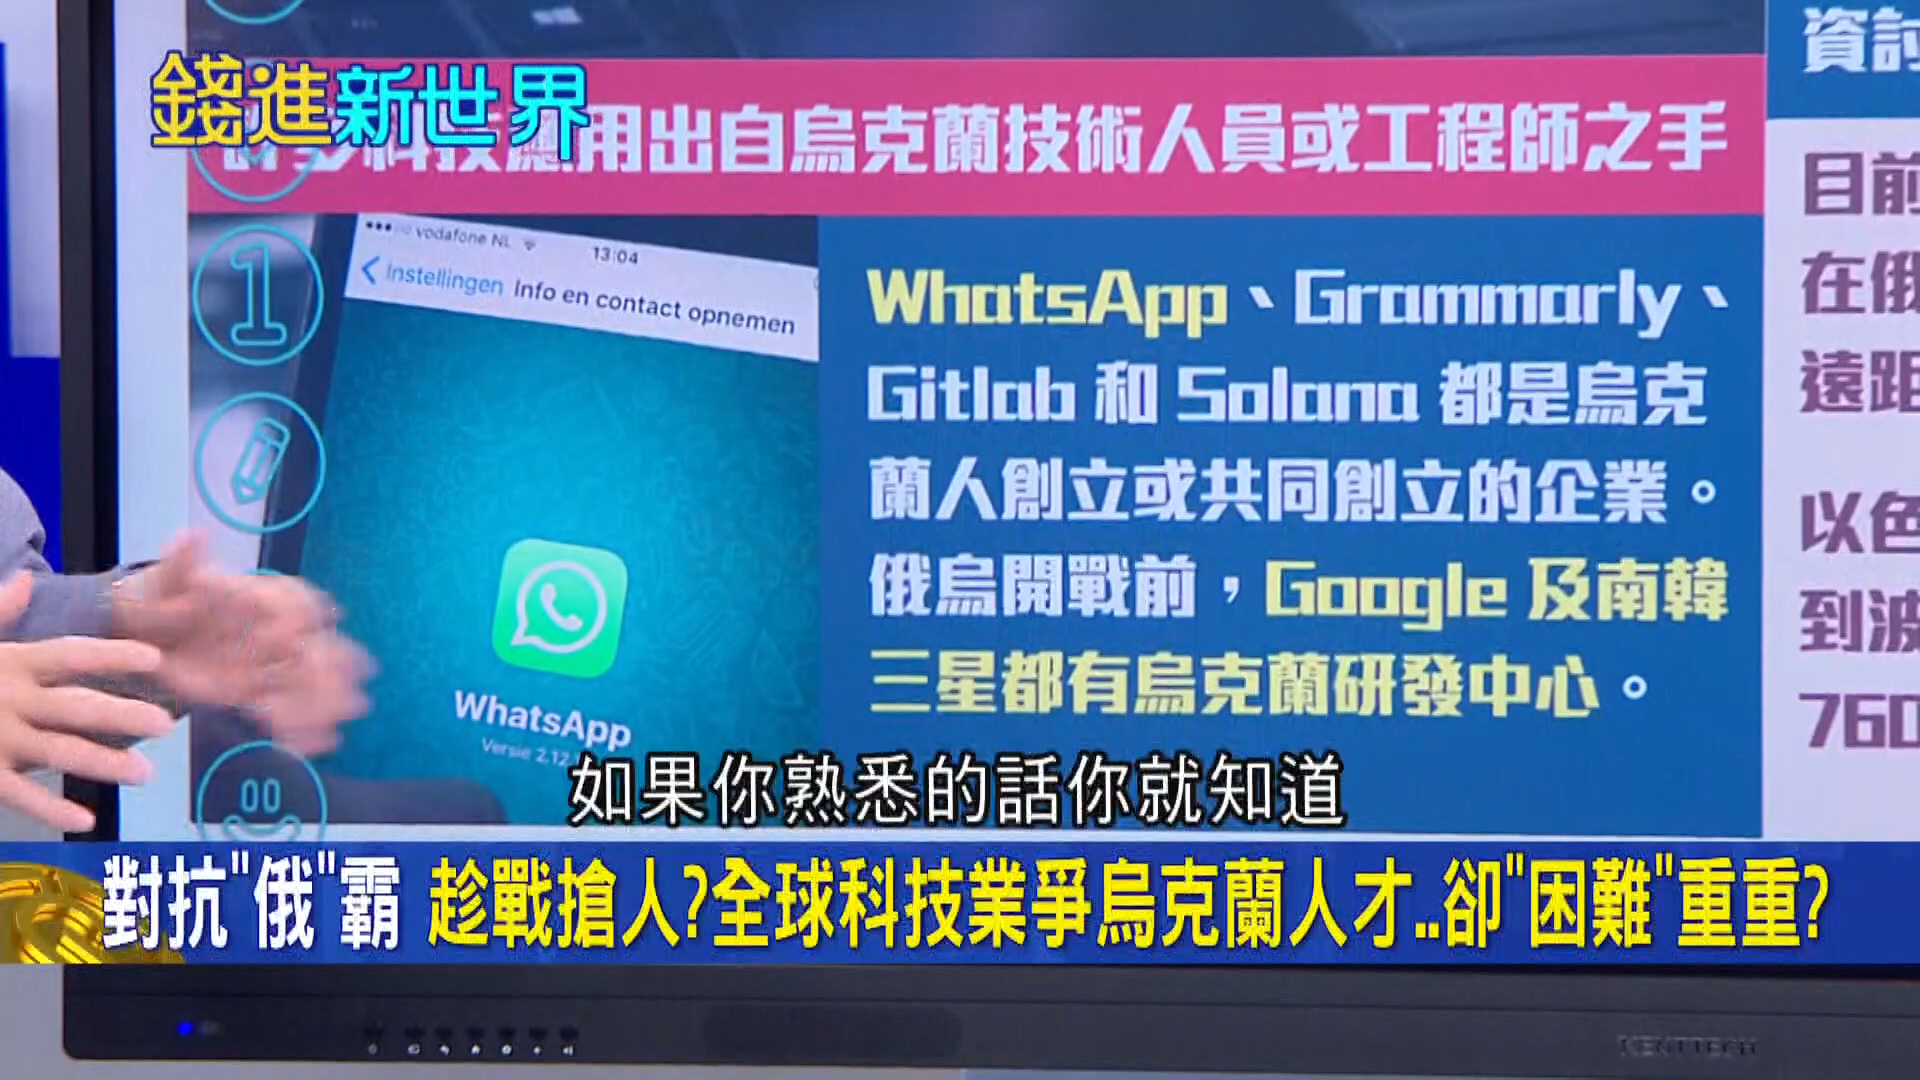 錢進新世界
用出自烏克蘭技術人員或工程師之手
vodafone NL
13:04
Instellingen Info en contact opnemen
WhatsApp
Versie 2.12.
WhatsApp、Grammarly、
Gitlab 和 Solana 都是烏克
蘭人創立或共同創立的企業。
俄烏開戰前，Google 及南韓
三星都有烏克蘭研發中心。
資訊
目前
在俄
遠距
以色
到波
760
如果你熟悉的話你就知道
對抗"俄"霸 趁戰搶人?全球科技業爭烏克蘭人才..卻"困難"重重?